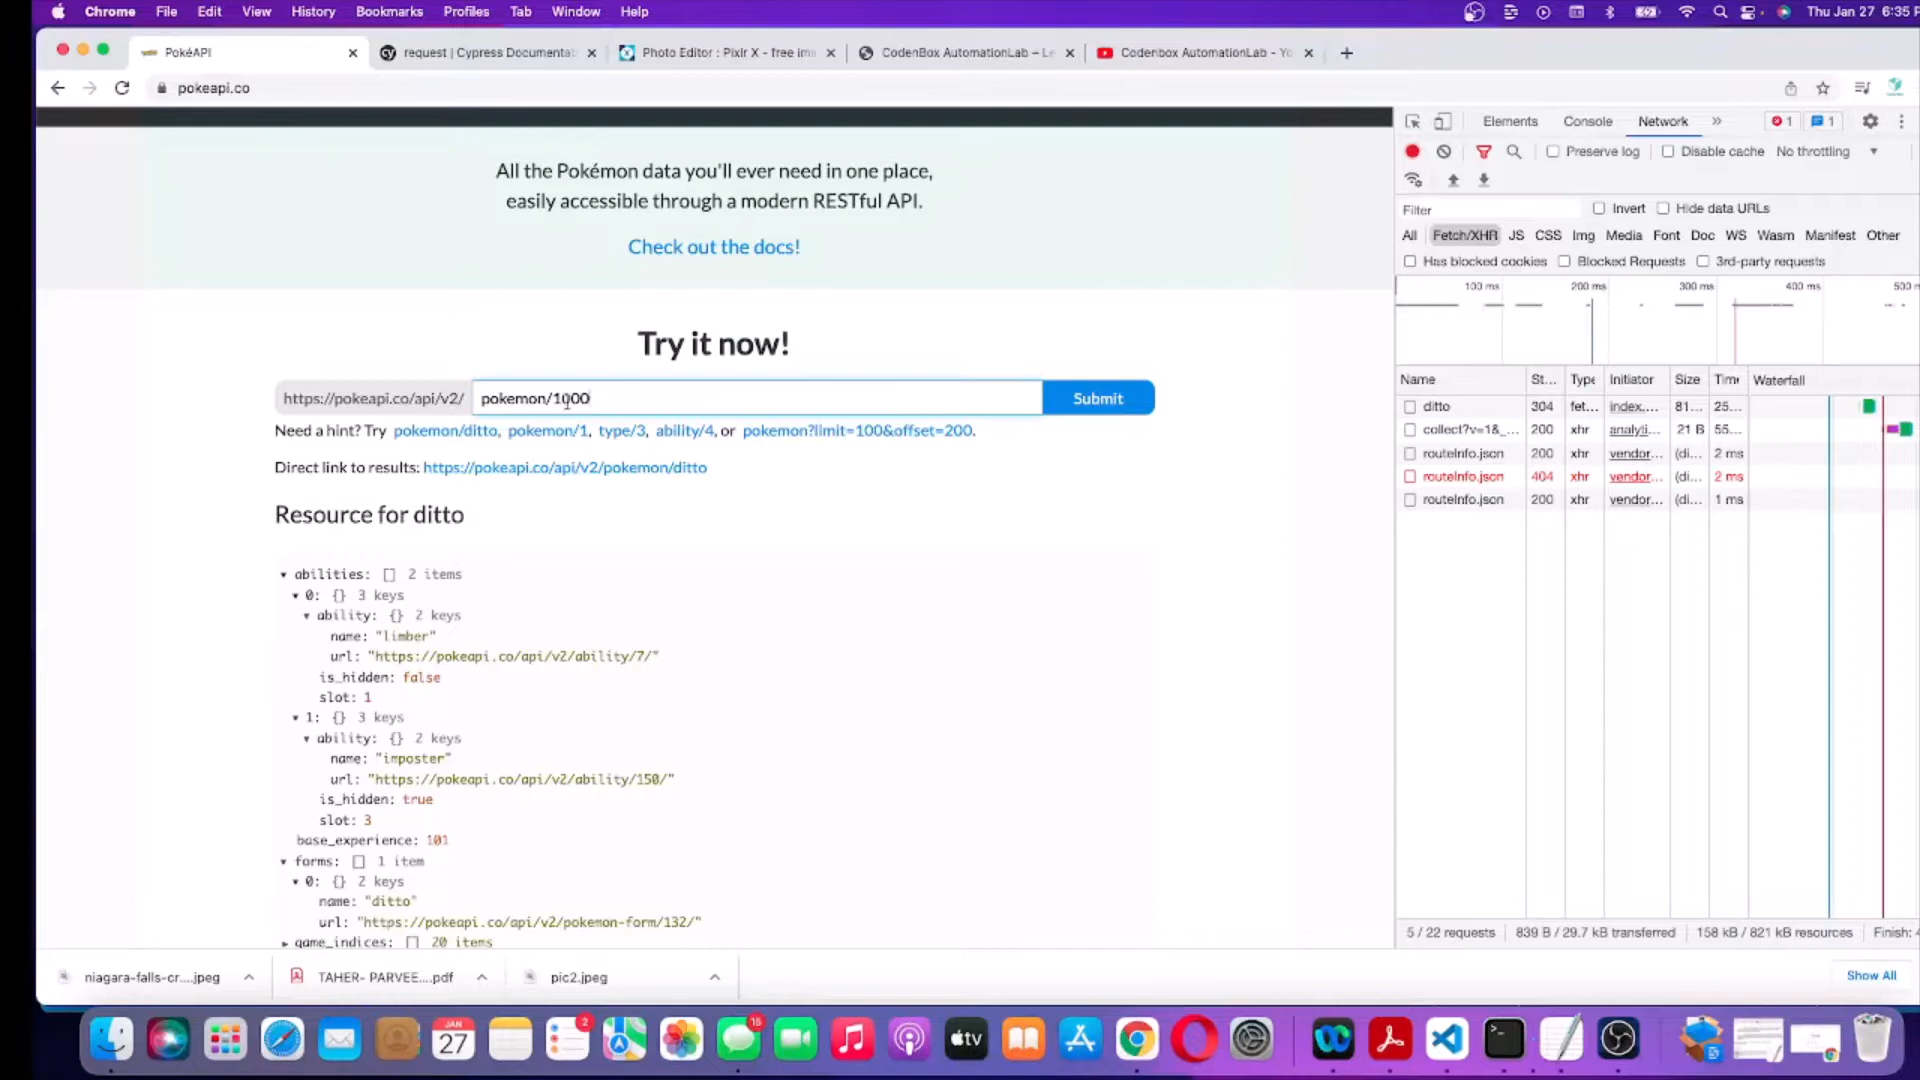 Chrome File Edit View History Bookmarks Profiles Tab Window Help Thu Jan 27 6:35 P
PokéAPI
request | Cypress Documentat
Photo Editor : Pixlr X - free im
CodenBox AutomationLab – Le
Codenbox AutomationLab - Yo
pokeapi.co
All the Pokémon data you'll ever need in one place,
easily accessible through a modern RESTful API.
Check out the docs!
Try it now!
https://pokeapi.co/api/v2/ pokemon/1000 Submit
Need a hint? Try pokemon/ditto, pokemon/1, type/3, ability/4, or pokemon?limit=100&offset=200.
Direct link to results: https://pokeapi.co/api/v2/pokemon/ditto
Resource for ditto
abilities: [] 2 items
0: {} 3 keys
ability: {} 2 keys
name: "limber"
url: "https://pokeapi.co/api/v2/ability/7/"
is_hidden: false
slot: 1
1: {} 3 keys
ability: {} 2 keys
name: "imposter"
url: "https://pokeapi.co/api/v2/ability/150/"
is_hidden: true
slot: 3
base_experience: 101
forms: [] 1 item
0: {} 2 keys
name: "ditto"
url: "https://pokeapi.co/api/v2/pokemon-form/132/"
game_indices: [] 20 items
Elements Console Network » 1 1
Preserve log Disable cache No throttling
Filter Invert Hide data URLs
All Fetch/XHR JS CSS Img Media Font Doc WS Wasm Manifest Other
Has blocked cookies Blocked Requests 3rd-party requests
100 ms 200 ms 300 ms 400 ms 500 m
Name St... Type Initiator Size Time Waterfall
ditto 304 fet... index.... 81... 25...
collect?v=1&_... 200 xhr analyti... 21 B 55...
routeInfo.json 200 xhr vendor... (di... 2 ms
routeInfo.json 404 xhr vendor... (di... 2 ms
routeInfo.json 200 xhr vendor... (di... 1 ms
5 / 22 requests 839 B / 29.7 kB transferred 158 kB / 821 kB resources Finish: 4
niagara-falls-cr....jpeg TAHER- PARVEE....pdf pic2.jpeg Show All
JAN 27 2 15 tv